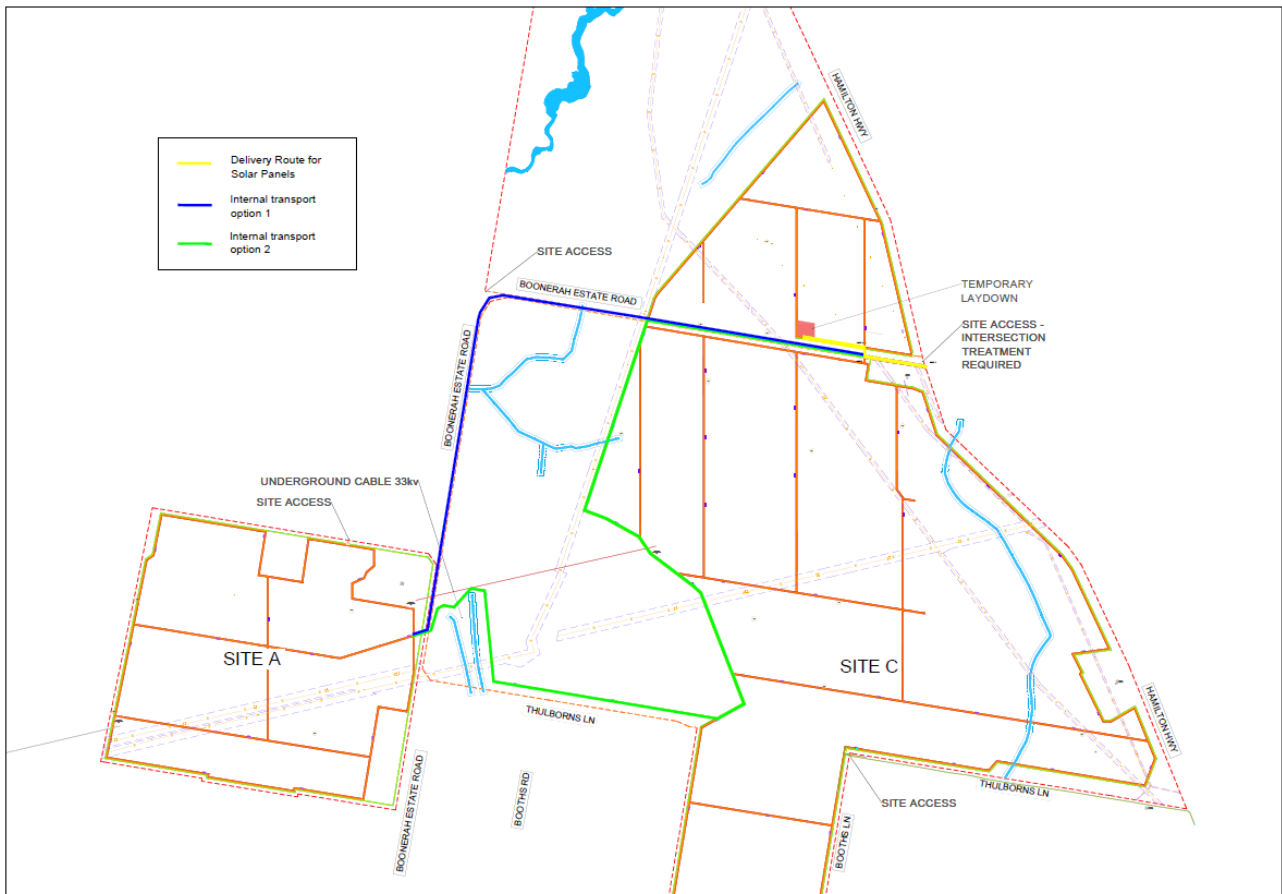 HAMILTON HWY
Delivery Route for
Solar Panels
Internal transport
option 1
Internal transport
option 2
SITE ACCESS
BOONERAH ESTATE ROAD
TEMPORARY
LAYDOWN
SITE ACCESS -
INTERSECTION
TREATMENT
REQUIRED
BOONERAH ESTATE ROAD
UNDERGROUND CABLE 33kv
SITE ACCESS
SITE A
SITE C
THULBORNS LN
HAMILTON HWY
BOONERAH ESTATE ROAD
BOOTHS RD
THULBORNS LN
SITE ACCESS
BOOTHS LN